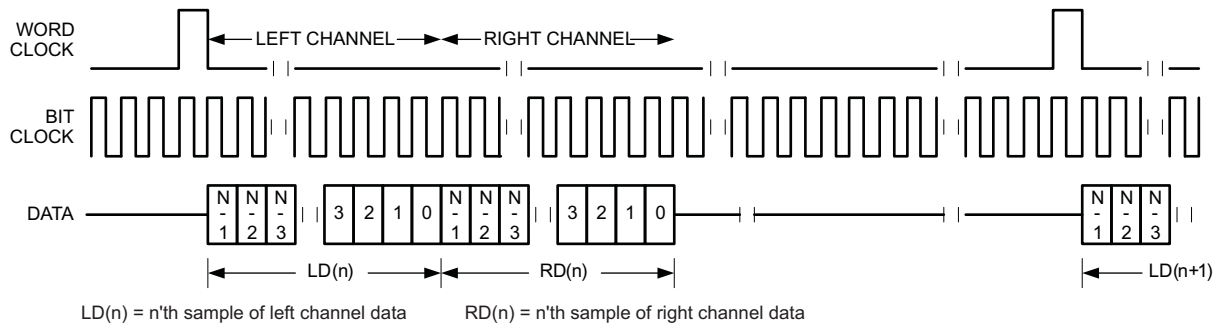 WORD
CLOCK
LEFT CHANNEL
RIGHT CHANNEL
BIT
CLOCK
DATA
N
-
1
N
-
2
N
-
3
3
2
1
0
N
-
1
N
-
2
N
-
3
3
2
1
0
N
-
1
N
-
2
N
-
3
LD(n)
RD(n)
LD(n+1)
LD(n) = n'th sample of left channel data
RD(n) = n'th sample of right channel data